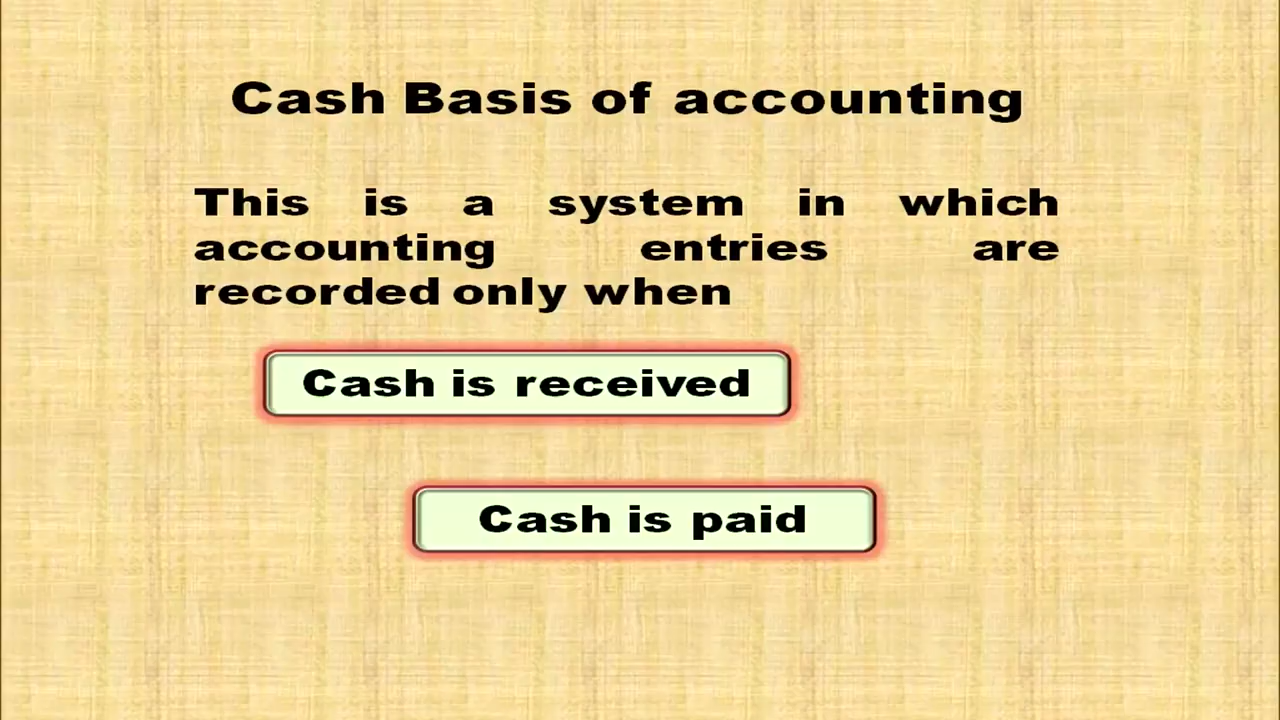 Cash Basis of accounting
This is a system in which
accounting entries are
recorded only when
Cash is received
Cash is paid